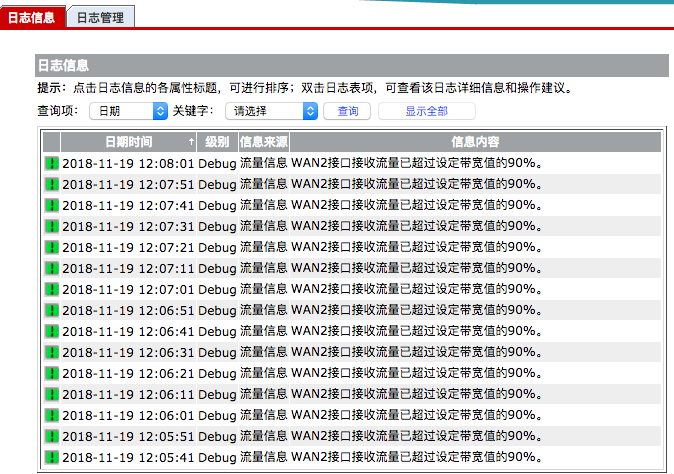 日志信息 日志管理
日志信息
提示：点击日志信息的各属性标题，可进行排序；双击日志表项，可查看该日志详细信息和操作建议。
查询项： 日期 关键字： 请选择 查询 显示全部
日期时间 ↑ 级别 信息来源 信息内容
2018-11-19 12:08:01 Debug 流量信息 WAN2接口接收流量已超过设定带宽值的90%。
2018-11-19 12:07:51 Debug 流量信息 WAN2接口接收流量已超过设定带宽值的90%。
2018-11-19 12:07:41 Debug 流量信息 WAN2接口接收流量已超过设定带宽值的90%。
2018-11-19 12:07:31 Debug 流量信息 WAN2接口接收流量已超过设定带宽值的90%。
2018-11-19 12:07:21 Debug 流量信息 WAN2接口接收流量已超过设定带宽值的90%。
2018-11-19 12:07:11 Debug 流量信息 WAN2接口接收流量已超过设定带宽值的90%。
2018-11-19 12:07:01 Debug 流量信息 WAN2接口接收流量已超过设定带宽值的90%。
2018-11-19 12:06:51 Debug 流量信息 WAN2接口接收流量已超过设定带宽值的90%。
2018-11-19 12:06:41 Debug 流量信息 WAN2接口接收流量已超过设定带宽值的90%。
2018-11-19 12:06:31 Debug 流量信息 WAN2接口接收流量已超过设定带宽值的90%。
2018-11-19 12:06:21 Debug 流量信息 WAN2接口接收流量已超过设定带宽值的90%。
2018-11-19 12:06:11 Debug 流量信息 WAN2接口接收流量已超过设定带宽值的90%。
2018-11-19 12:06:01 Debug 流量信息 WAN2接口接收流量已超过设定带宽值的90%。
2018-11-19 12:05:51 Debug 流量信息 WAN2接口接收流量已超过设定带宽值的90%。
2018-11-19 12:05:41 Debug 流量信息 WAN2接口接收流量已超过设定带宽值的90%。